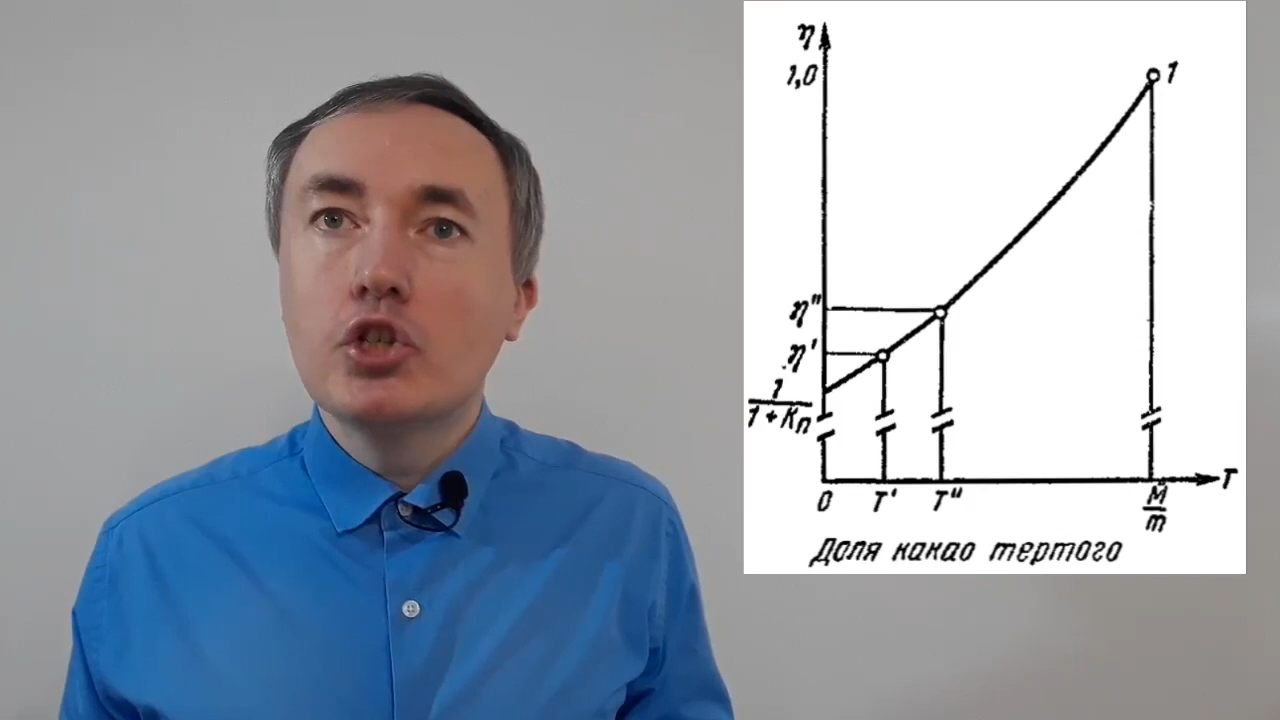 η
1,0
1
η"
η'
1
1 + Kп
0 T' T" M T
m
Доля какао тертого